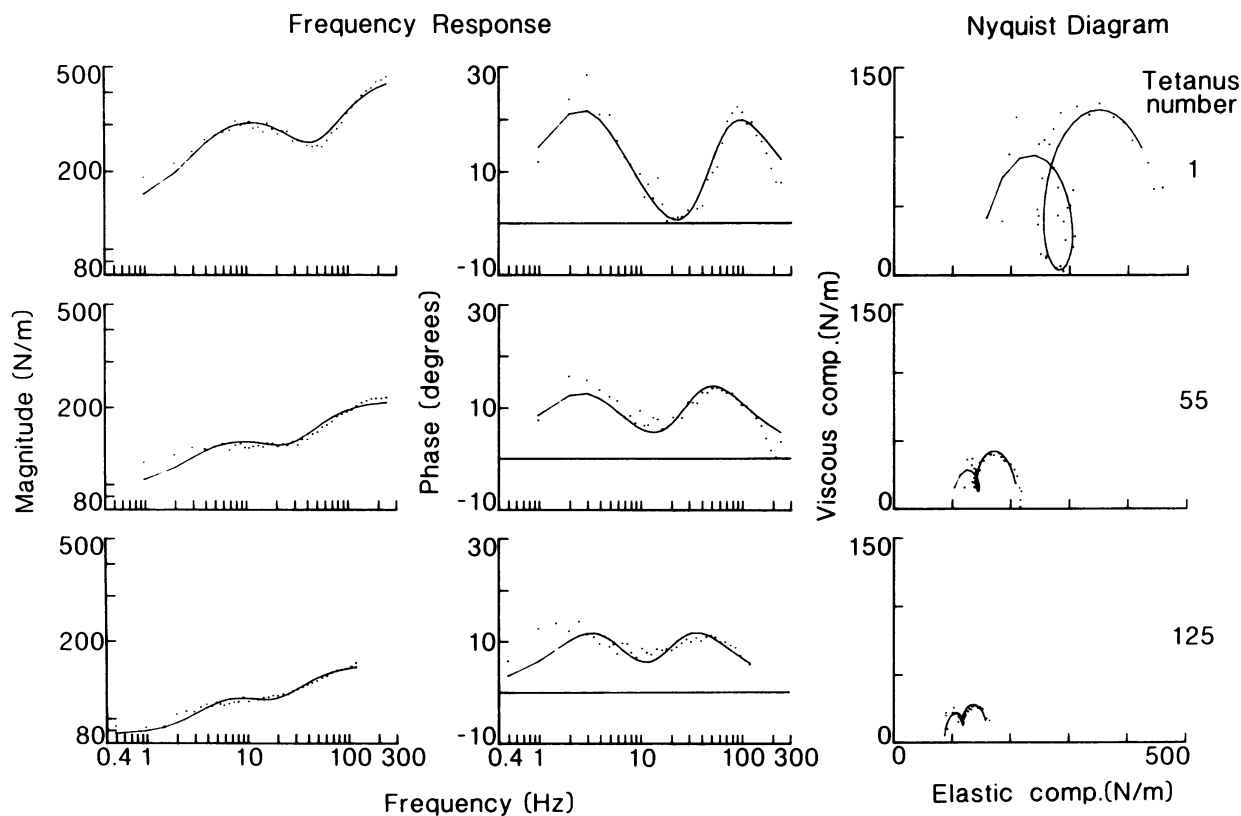 Frequency Response
Nyquist Diagram
500
200
80
30
10
-10
150
0
Tetanus
number
1
Magnitude (N/m)
Phase (degrees)
Viscous comp.(N/m)
500
200
80
30
10
-10
150
0
55
500
200
80
30
10
-10
150
0
125
0.4 1 10 100 300
0.4 1 10 100 300
0 500
Frequency (Hz)
Elastic comp.(N/m)